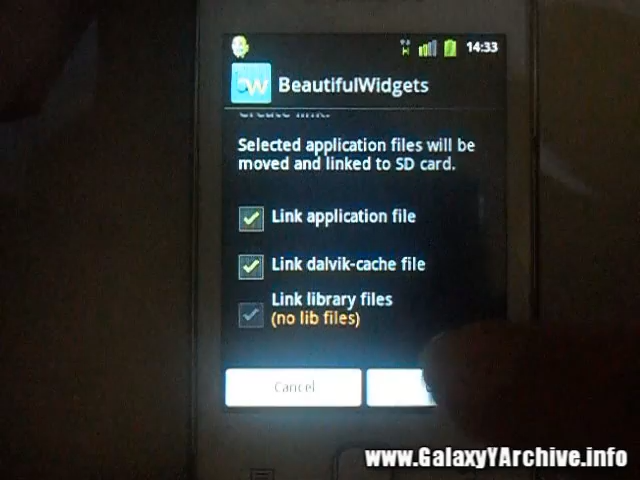 14:33
BeautifulWidgets
Selected application files will be
moved and linked to SD card.
Link application file
Link dalvik-cache file
Link library files
(no lib files)
Cancel
www.GalaxyYArchive.info